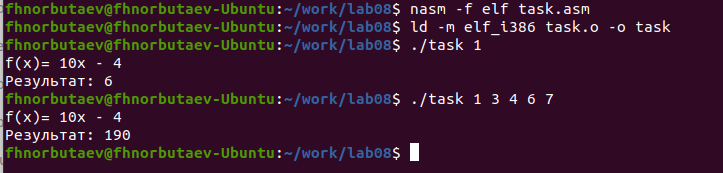 fhnorbutaev@fhnorbutaev-Ubuntu:~/work/lab08$ nasm -f elf task.asm
fhnorbutaev@fhnorbutaev-Ubuntu:~/work/lab08$ ld -m elf_i386 task.o -o task
fhnorbutaev@fhnorbutaev-Ubuntu:~/work/lab08$ ./task 1
f(x)= 10x - 4
Результат: 6
fhnorbutaev@fhnorbutaev-Ubuntu:~/work/lab08$ ./task 1 3 4 6 7
f(x)= 10x - 4
Результат: 190
fhnorbutaev@fhnorbutaev-Ubuntu:~/work/lab08$